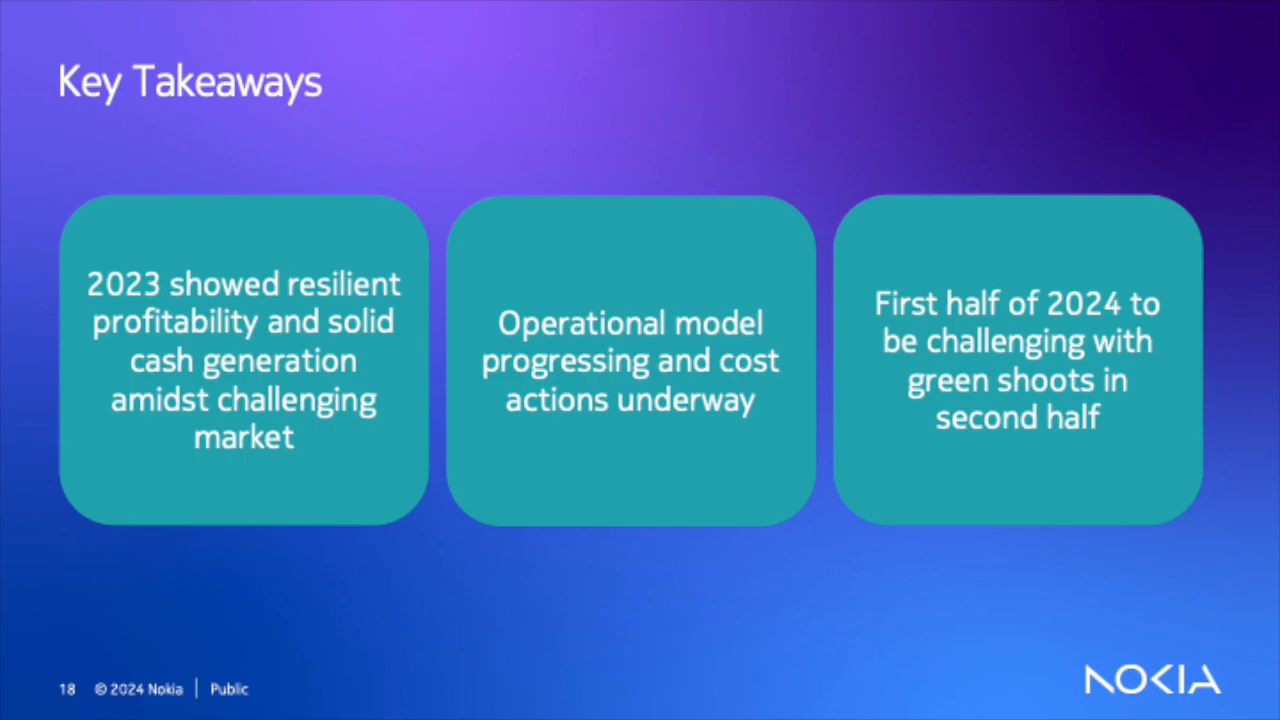 Key Takeaways
2023 showed resilient
profitability and solid
cash generation
amidst challenging
market
Operational model
progressing and cost
actions underway
First half of 2024 to
be challenging with
green shoots in
second half
18 © 2024 Nokia | Public
NOKIA